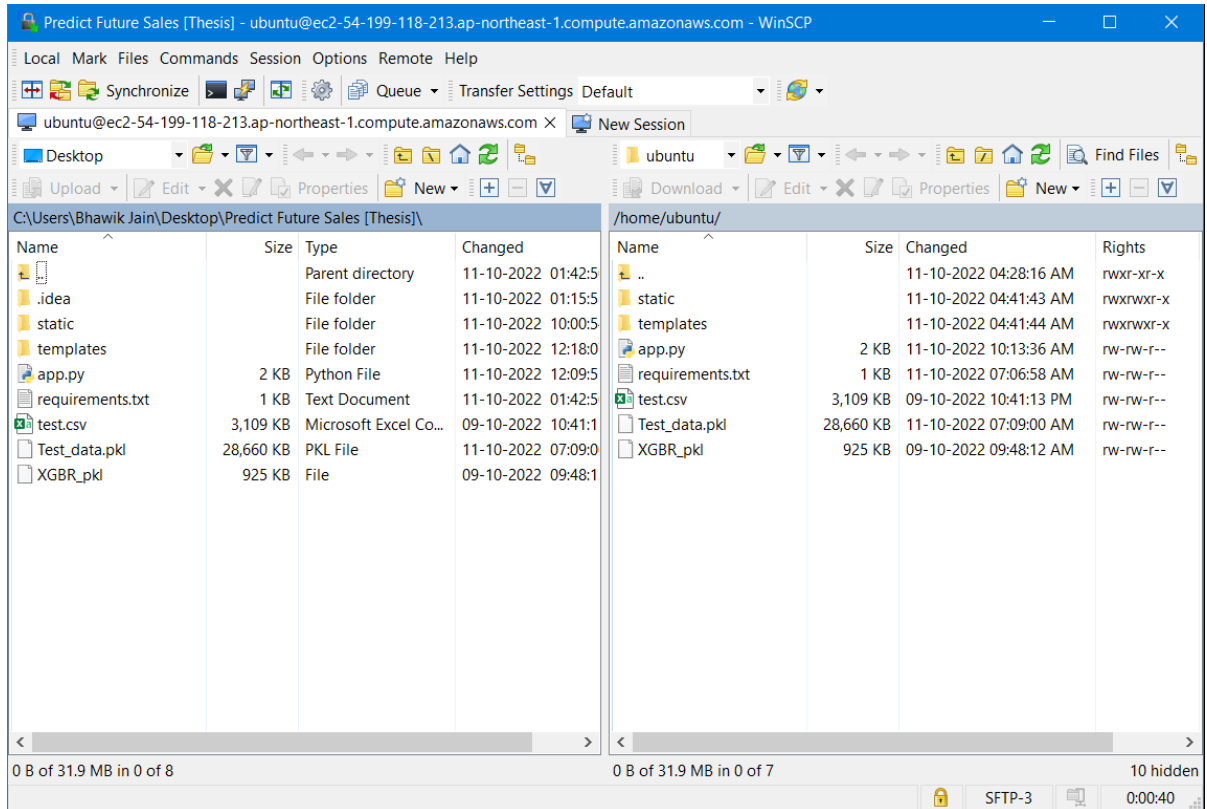 Predict Future Sales [Thesis] - ubuntu@ec2-54-199-118-213.ap-northeast-1.compute.amazonaws.com - WinSCP
Local Mark Files Commands Session Options Remote Help
Synchronize Queue Transfer Settings Default
ubuntu@ec2-54-199-118-213.ap-northeast-1.compute.amazonaws.com New Session
Desktop ubuntu Find Files
Upload Edit Properties New Download Edit Properties New
C:\Users\Bhawik Jain\Desktop\Predict Future Sales [Thesis]\ /home/ubuntu/
Name Size Type Changed Name Size Changed Rights
.. Parent directory 11-10-2022 01:42:5 .. 11-10-2022 04:28:16 AM rwxr-xr-x
.idea File folder 11-10-2022 01:15:5 static 11-10-2022 04:41:43 AM rwxrwxr-x
static File folder 11-10-2022 10:00:5 templates 11-10-2022 04:41:44 AM rwxrwxr-x
templates File folder 11-10-2022 12:18:0 app.py 2 KB 11-10-2022 10:13:36 AM rw-rw-r--
app.py 2 KB Python File 11-10-2022 12:09:5 requirements.txt 1 KB 11-10-2022 07:06:58 AM rw-rw-r--
requirements.txt 1 KB Text Document 11-10-2022 01:42:5 test.csv 3,109 KB 09-10-2022 10:41:13 PM rw-rw-r--
test.csv 3,109 KB Microsoft Excel Co... 09-10-2022 10:41:1 Test_data.pkl 28,660 KB 11-10-2022 07:09:00 AM rw-rw-r--
Test_data.pkl 28,660 KB PKL File 11-10-2022 07:09:0 XGBR_pkl 925 KB 09-10-2022 09:48:12 AM rw-rw-r--
XGBR_pkl 925 KB File 09-10-2022 09:48:1
0 B of 31.9 MB in 0 of 8 0 B of 31.9 MB in 0 of 7 10 hidden
SFTP-3 0:00:40